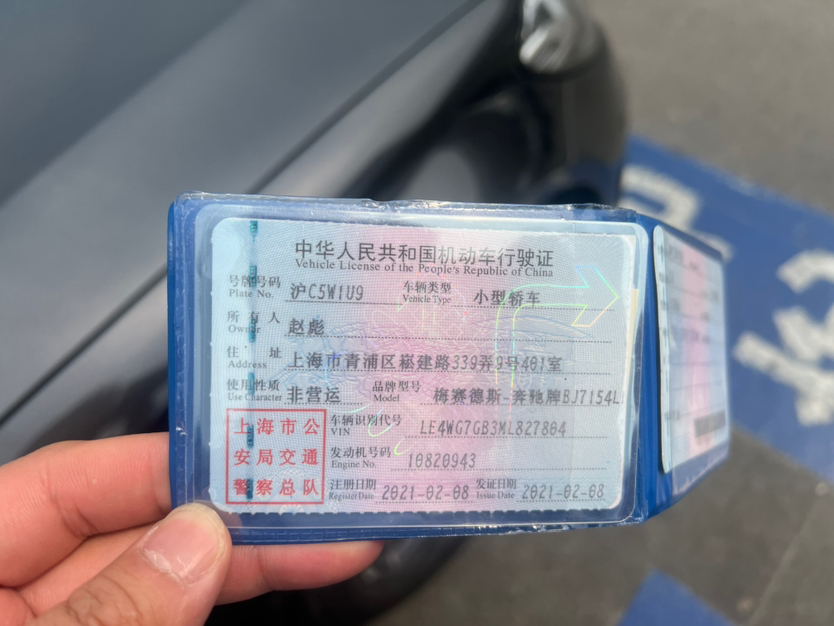 中华人民共和国机动车行驶证
Vehicle License of the People's Republic of China
号牌号码 沪C5W1U9 车辆类型 小型轿车
Plate No. Vehicle Type
所有人 赵彪
Owner
住址 上海市青浦区崧建路339弄9号401室
Address
使用性质 非营运 品牌型号 梅赛德斯-奔驰牌BJ7154L
Use Character Model
上海市公 车辆识别代号 LE4WG7GB3ML827804
VIN
安局交通 发动机号码 10820943
Engine No.
警察总队 注册日期 2021-02-08 发证日期 2021-02-08
Register Date Issue Date